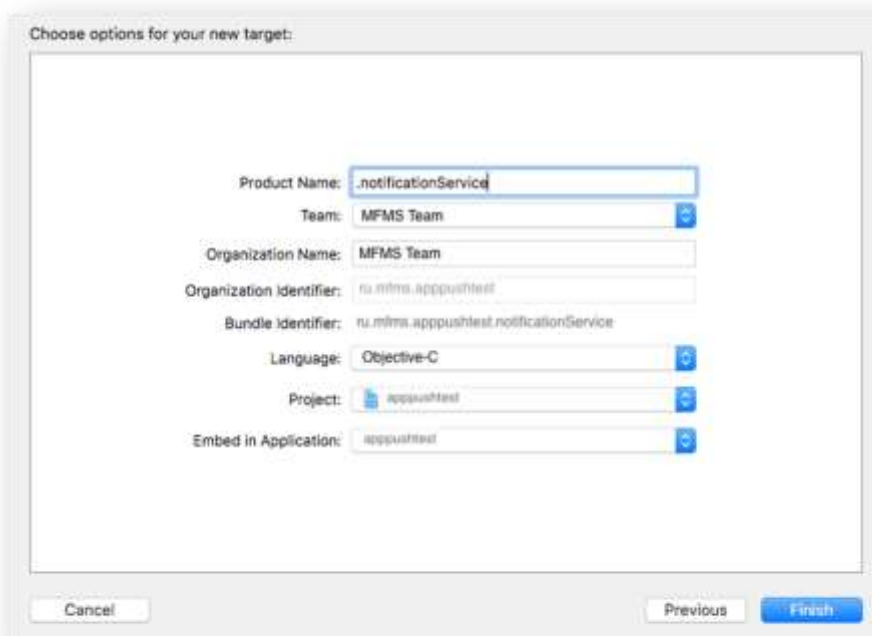 Choose options for your new target:
Product Name: .notificationService
Team: MFMS Team
Organization Name: MFMS Team
Organization Identifier: ru.mfms.apppushtest
Bundle Identifier: ru.mfms.apppushtest.notificationService
Language: Objective-C
Project: apppushtest
Embed in Application: apppushtest
Cancel Previous Finish